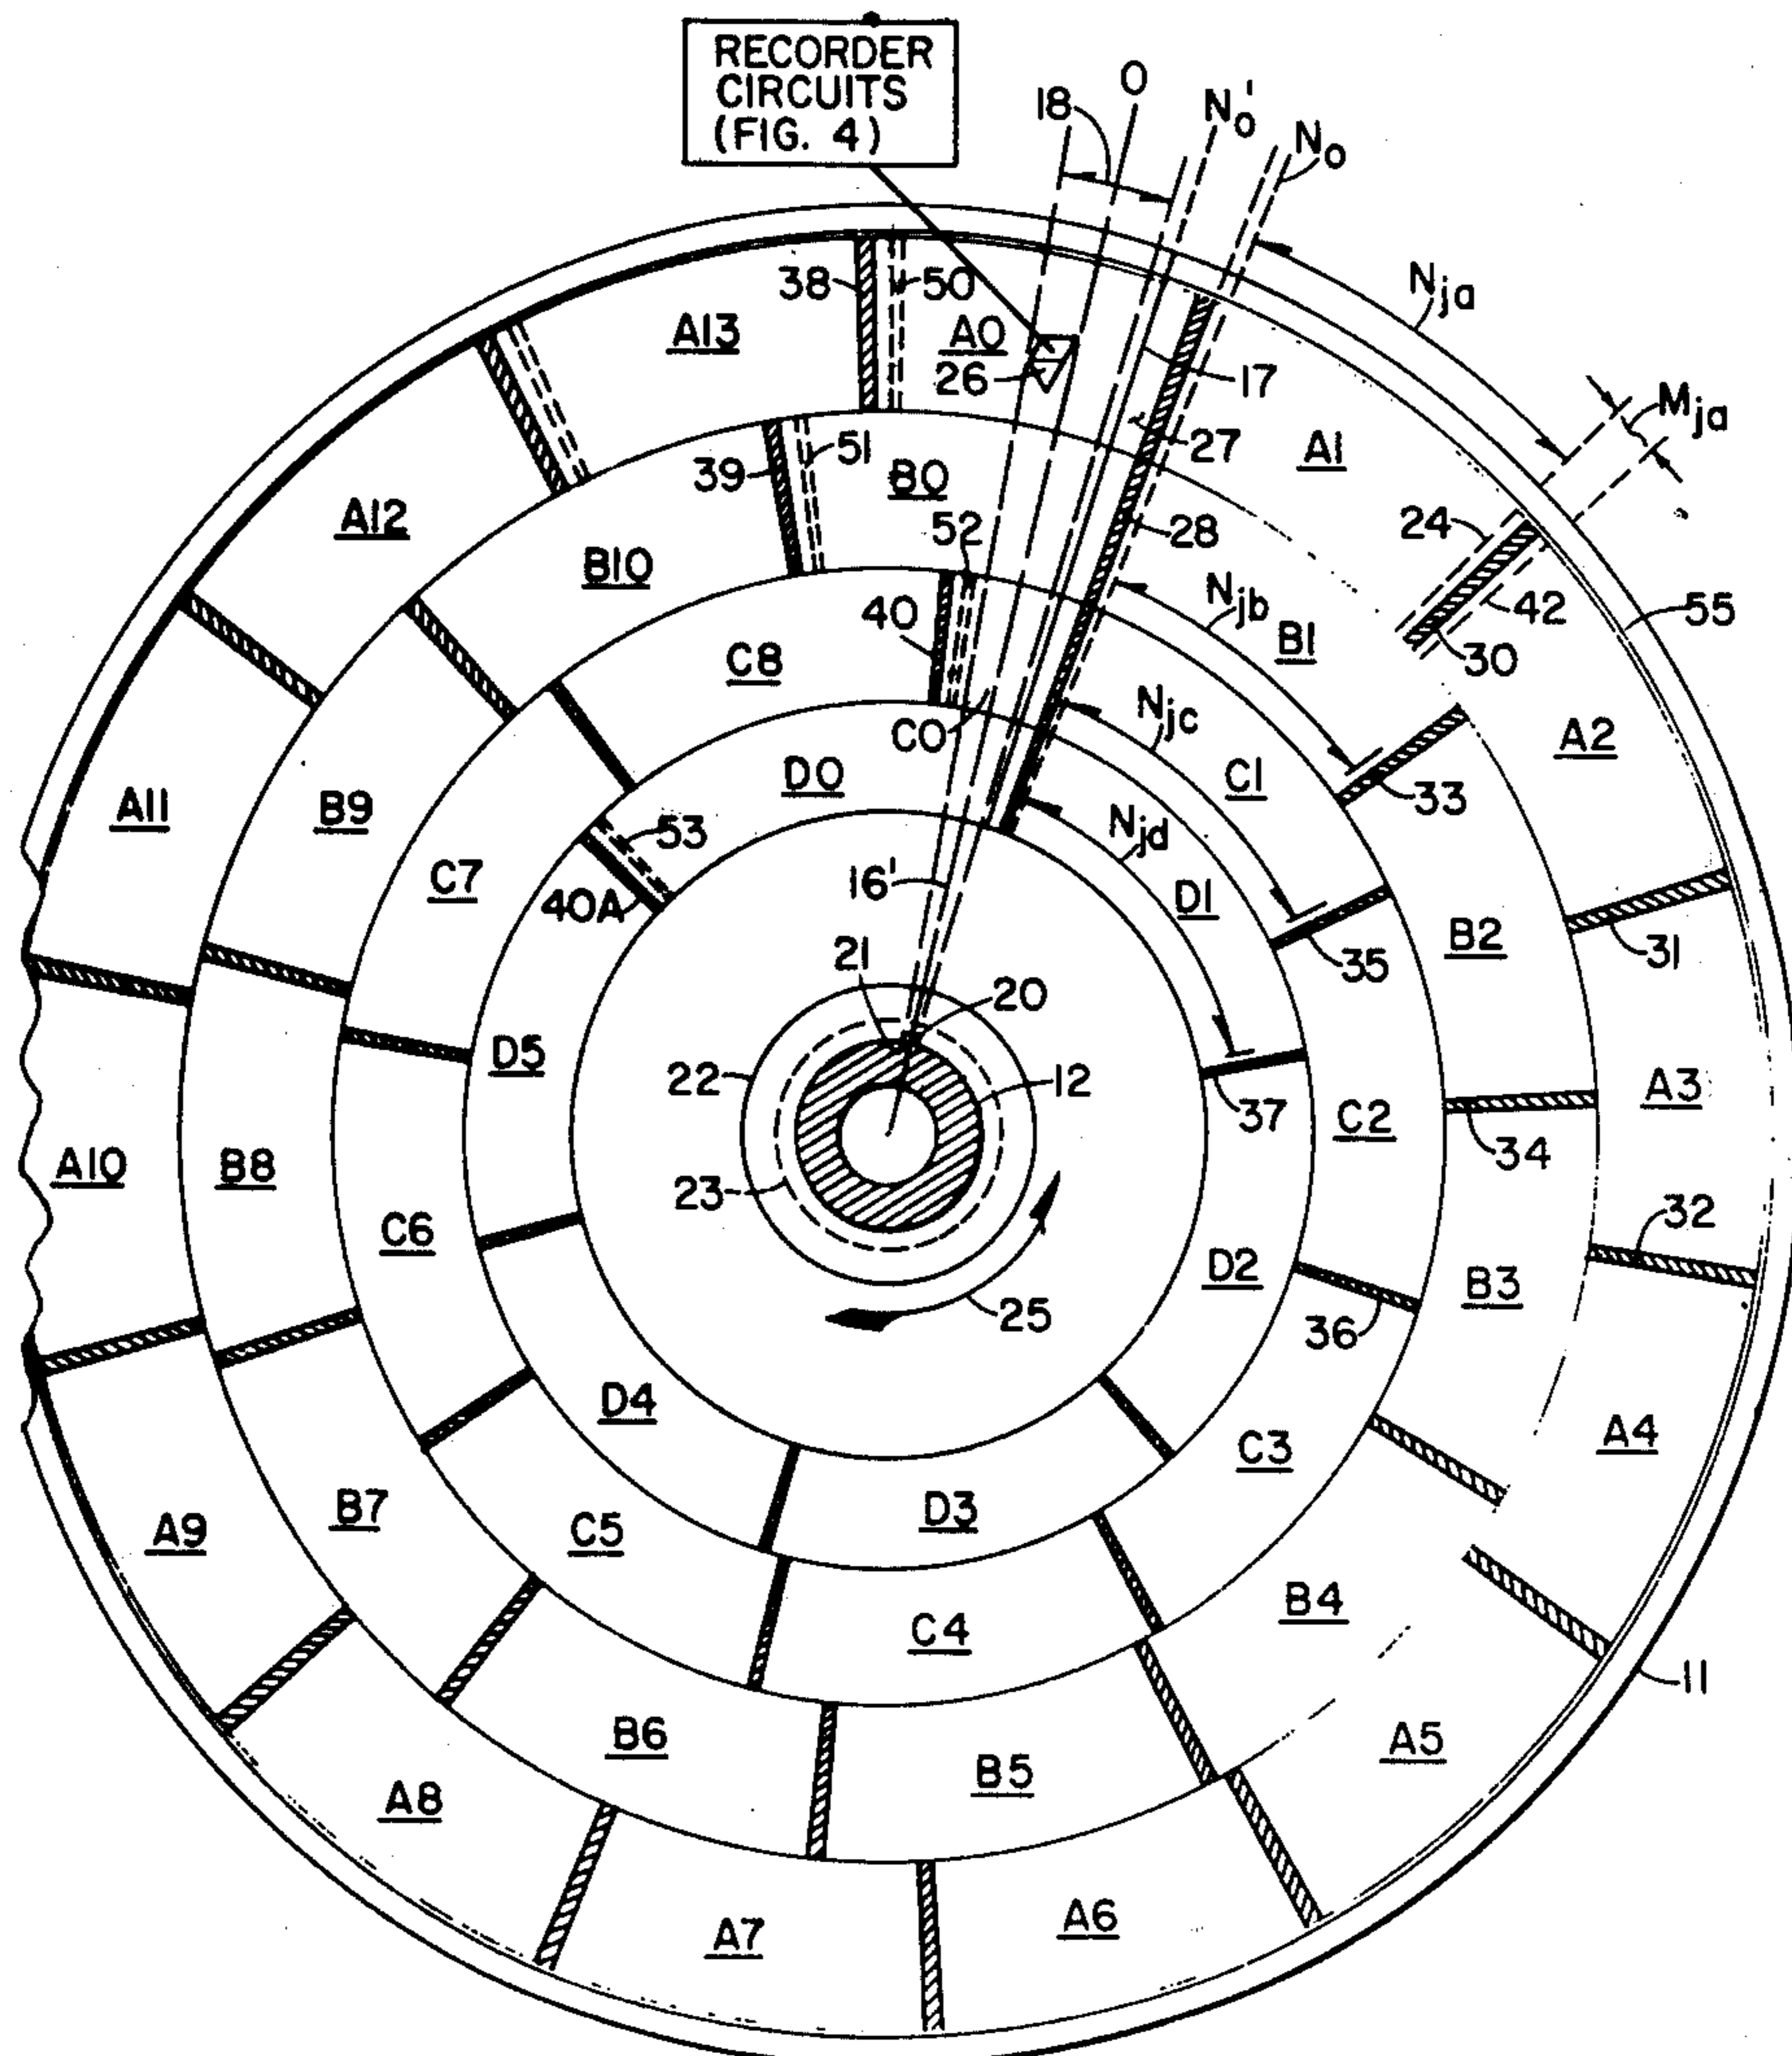 RECORDER
CIRCUITS
(FIG. 4)
18
O
No'
No
Nja
Mja
38
50
A13
A0
26
17
27
A1
39
51
B0
52
28
24
42
55
30
A12
B10
40
C8
Njb
B1
Njc
C0
C1
33
A2
D0
Njd
A11
B9
53
C7
40A
16'
D1
35
B2
31
21
20
D5
22
12
37
C2
A3
34
A10
B8
23
32
C6
D2
B3
25
36
D4
C3
A4
B7
A9
C5
D3
B4
C4
11
B6
B5
A5
A8
A7
A6